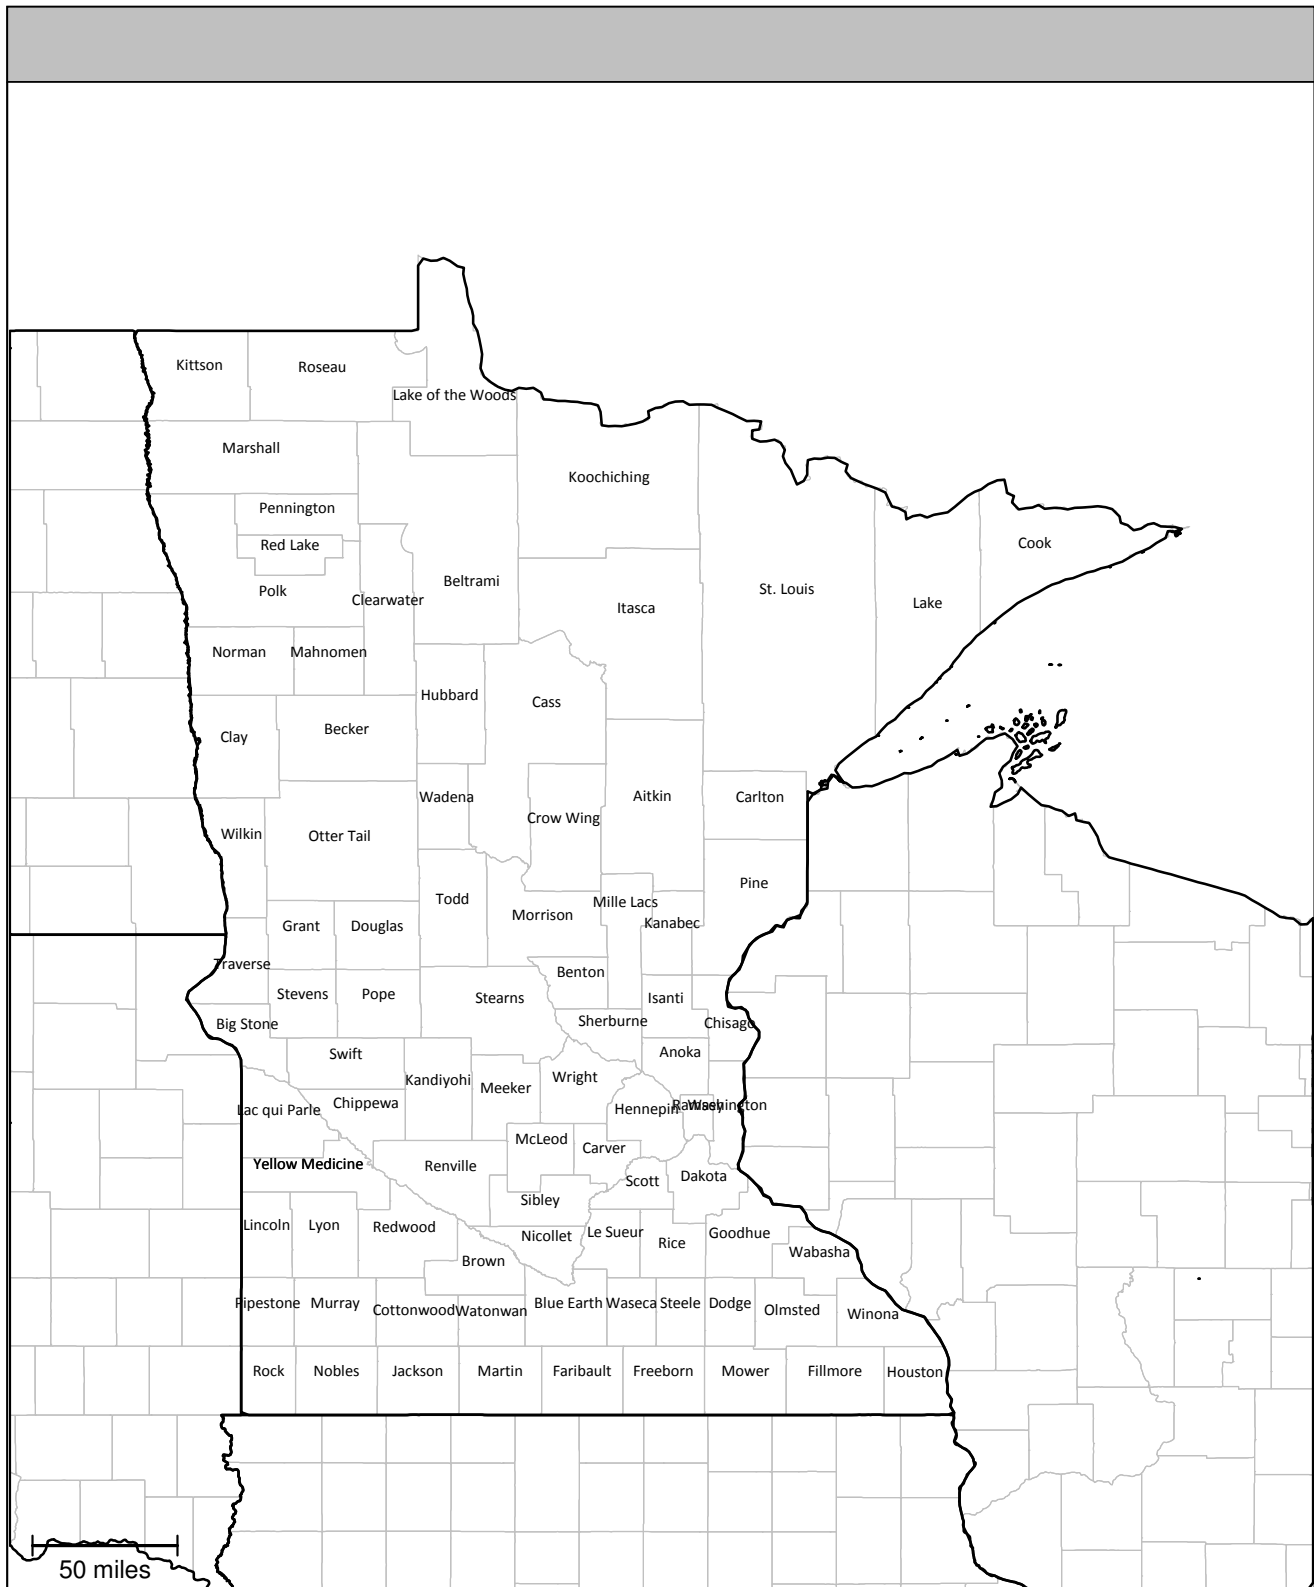 Kittson
Roseau
Lake of the Woods
Marshall
Koochiching
Pennington
Red Lake
Cook
Polk
Clearwater
Beltrami
St. Louis
Lake
Itasca
Norman
Mahnomen
Hubbard
Cass
Clay
Becker
Wadena
Aitkin
Carlton
Crow Wing
Wilkin
Otter Tail
Pine
Todd
Mille Lacs
Morrison
Kanabec
Grant
Douglas
Traverse
Benton
Stevens
Pope
Stearns
Isanti
Big Stone
Sherburne
Chisago
Swift
Anoka
Kandiyohi
Meeker
Wright
Lac qui Parle
Chippewa
Hennepin
Ramsey
Washington
McLeod
Carver
Yellow Medicine
Renville
Scott
Dakota
Sibley
Lincoln
Lyon
Redwood
Nicollet
Le Sueur
Rice
Goodhue
Wabasha
Brown
Pipestone
Murray
Cottonwood
Watonwan
Blue Earth
Waseca
Steele
Dodge
Olmsted
Winona
Rock
Nobles
Jackson
Martin
Faribault
Freeborn
Mower
Fillmore
Houston
50 miles